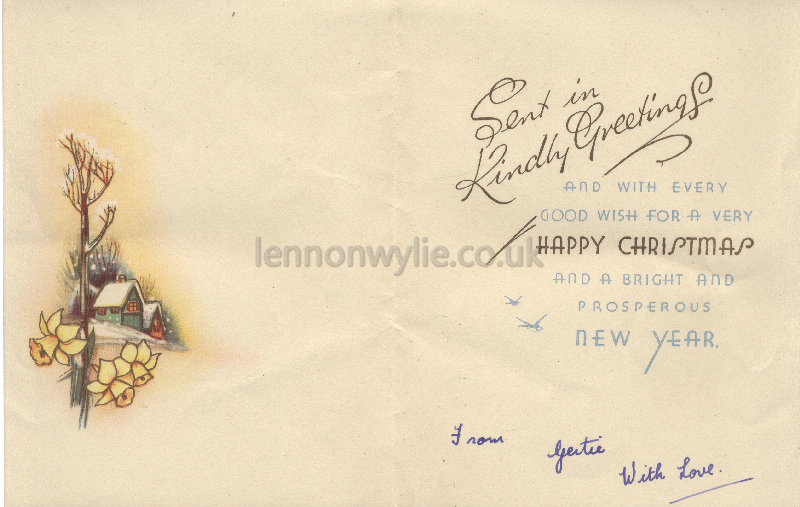 Sent in
Kindly Greetings
AND WITH EVERY
GOOD WISH FOR A VERY
HAPPY CHRISTMAS
AND A BRIGHT AND
PROSPEROUS
NEW YEAR.
From
Gertie
With Love.
lennonwylie.co.uk